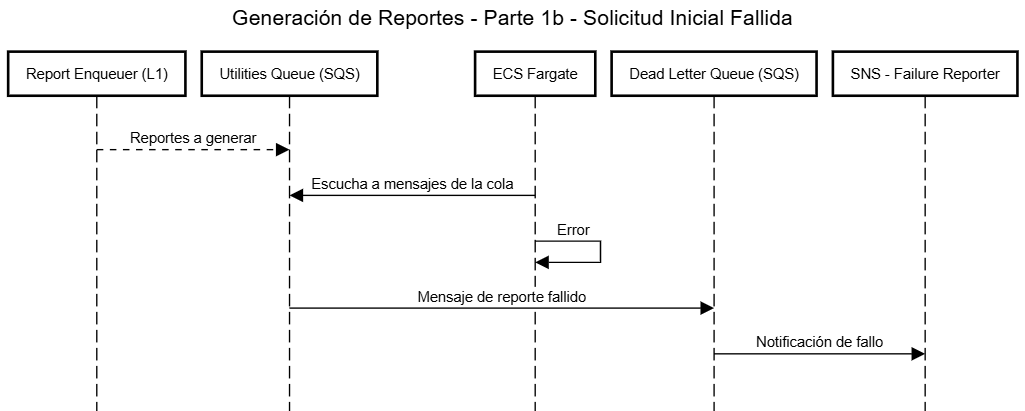 Generación de Reportes - Parte 1b - Solicitud Inicial Fallida
Report Enqueuer (L1)
Utilities Queue (SQS)
ECS Fargate
Dead Letter Queue (SQS)
SNS - Failure Reporter
Reportes a generar
Escucha a mensajes de la cola
Error
Mensaje de reporte fallido
Notificación de fallo